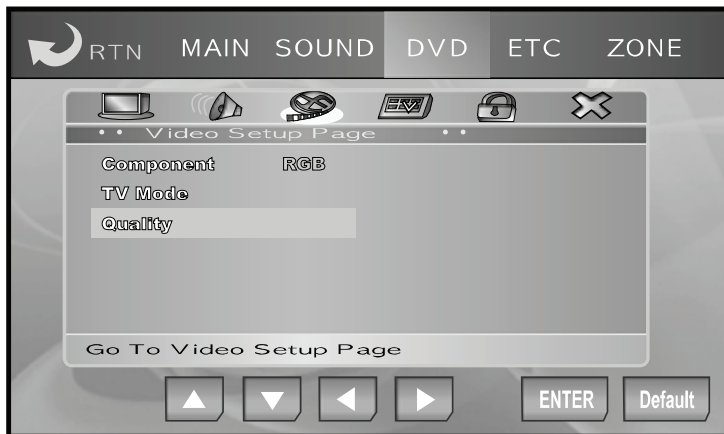 RTN MAIN SOUND DVD ETC ZONE
•• Video Setup Page ••
Component RGB
TV Mode
Quality
Go To Video Setup Page
ENTER Default